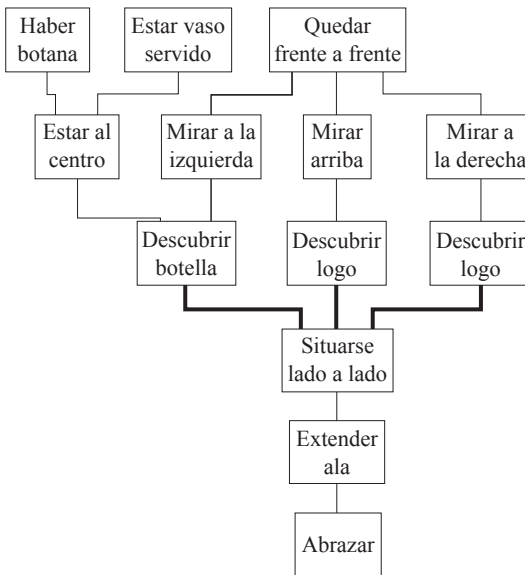 Haber
botana
Estar vaso
servido
Quedar
frente a frente
Estar al
centro
Mirar a la
izquierda
Mirar
arriba
Mirar a
la derecha
Descubrir
botella
Descubrir
logo
Descubrir
logo
Situarse
lado a lado
Extender
ala
Abrazar